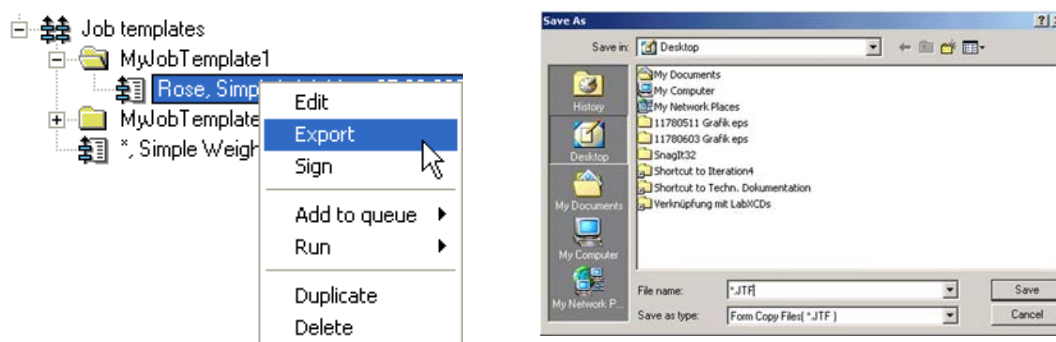 Job templates
MyJobTemplate1
Rose, Simp
MyJobTemplate
*, Simple Weigh
Edit
Export
Sign
Add to queue
Run
Duplicate
Delete
Save As
Save in:
Desktop
History
Desktop
My Documents
My Computer
My Network P...
My Documents
My Computer
My Network Places
11780511 Grafik eps
11780603 Grafik eps
SnagIt32
Shortcut to Iteration4
Shortcut to Techn. Dokumentation
Verknüpfung mit LabXCDs
File name:
*.JTF
Save
Save as type:
Form Copy Files( *.JTF )
Cancel